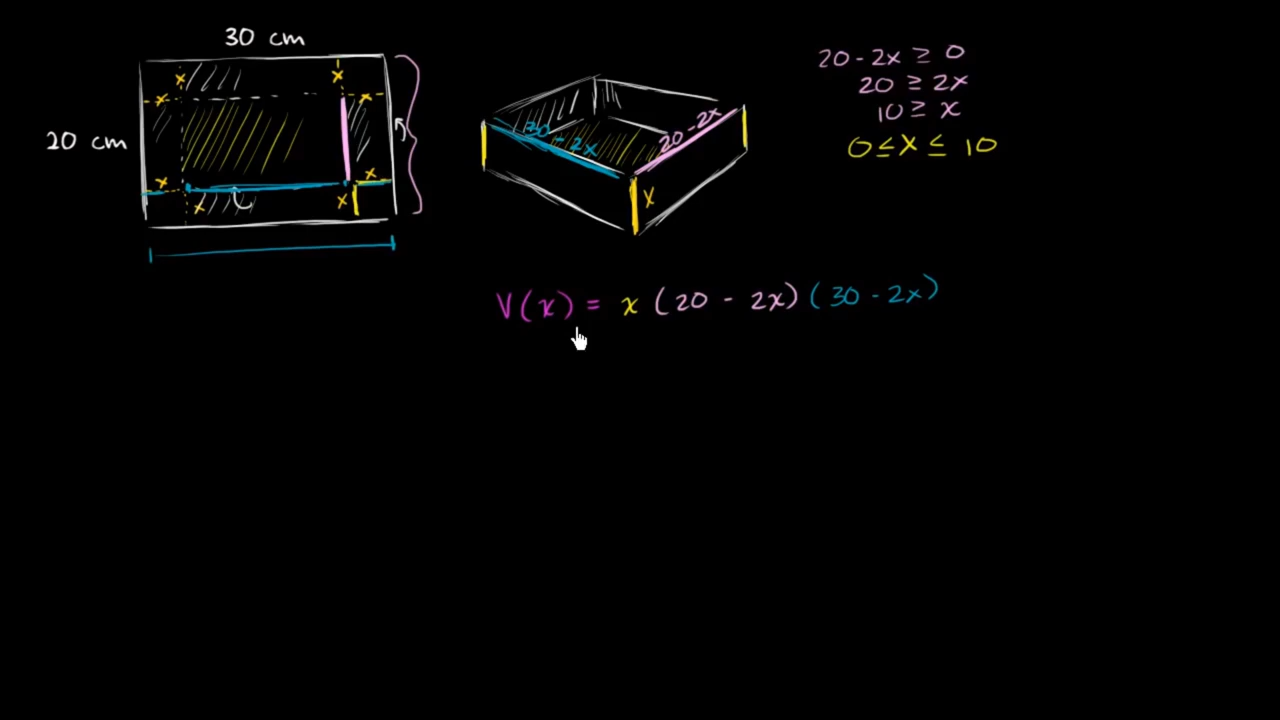 30 cm
20 cm
x
x
x
x
x
x
x
x
30 - 2x
20 - 2x
x
20 - 2x ≥ 0
20 ≥ 2x
10 ≥ x
0 ≤ x ≤ 10
V(x) = x (20 - 2x) (30 - 2x)